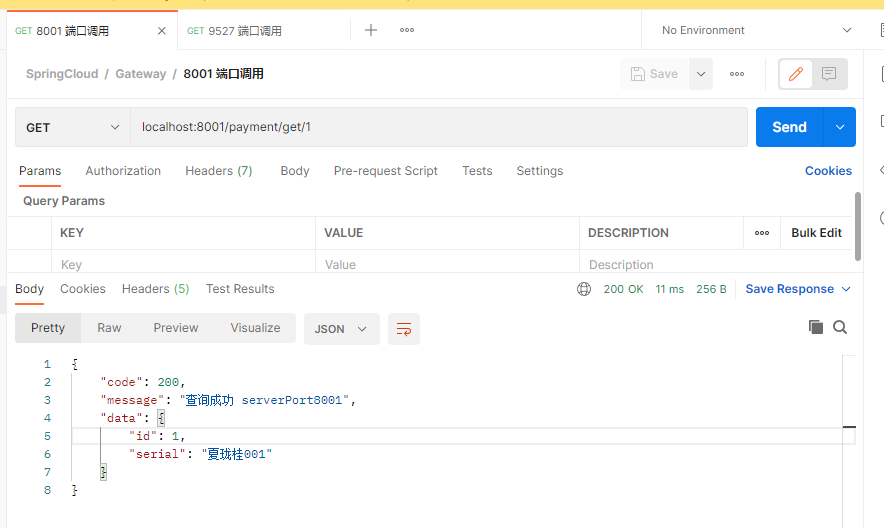 GET 8001 端口调用
GET 9527 端口调用
No Environment
SpringCloud / Gateway / 8001 端口调用
Save
GET
localhost:8001/payment/get/1
Send
Params Authorization Headers (7) Body Pre-request Script Tests Settings Cookies
Query Params
KEY VALUE DESCRIPTION Bulk Edit
Key Value Description
Body Cookies Headers (5) Test Results 200 OK 11 ms 256 B Save Response
Pretty Raw Preview Visualize JSON
1 {
2 "code": 200,
3 "message": "查询成功 serverPort8001",
4 "data": {
5 "id": 1,
6 "serial": "夏珑桂001"
7 }
8 }